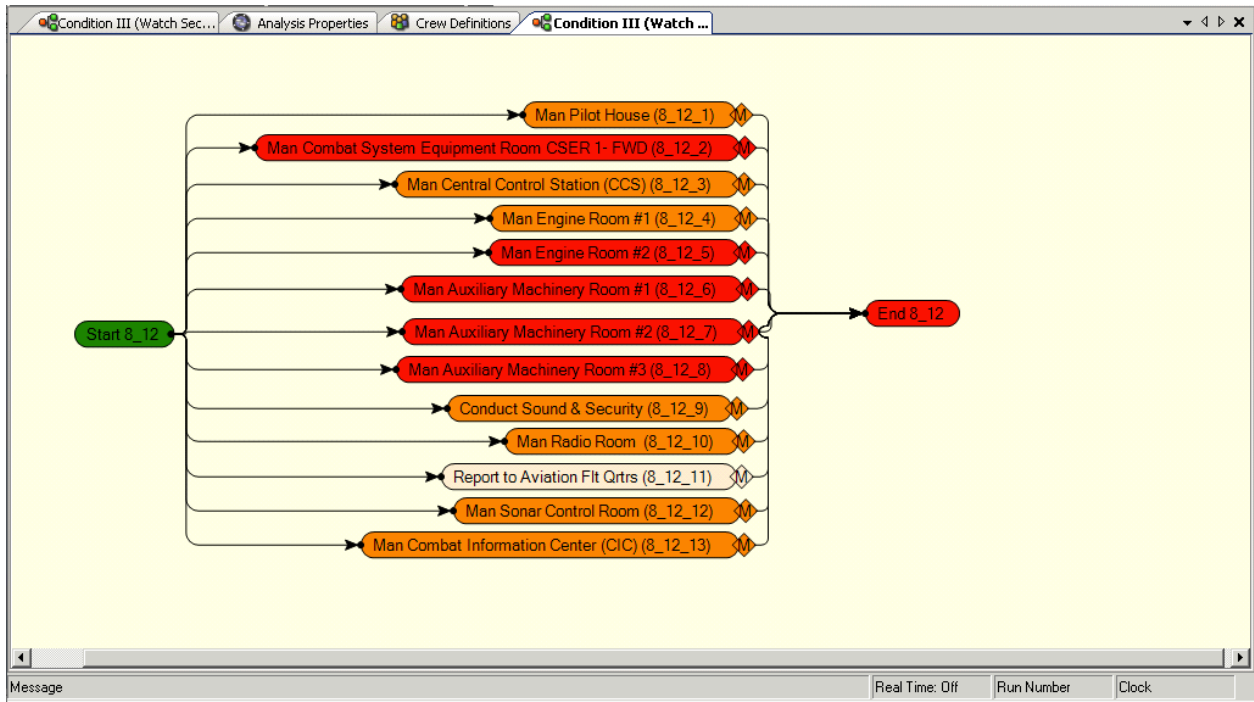 Condition III (Watch Sec... Analysis Properties Crew Definitions Condition III (Watch ...
Man Pilot House (8_12_1) M
Man Combat System Equipment Room CSER 1- FWD (8_12_2) M
Man Central Control Station (CCS) (8_12_3) M
Man Engine Room #1 (8_12_4) M
Man Engine Room #2 (8_12_5) M
Man Auxiliary Machinery Room #1 (8_12_6) M
End 8_12
Start 8_12
Man Auxiliary Machinery Room #2 (8_12_7) M
Man Auxiliary Machinery Room #3 (8_12_8) M
Conduct Sound & Security (8_12_9) M
Man Radio Room (8_12_10) M
Report to Aviation Flt Qrtrs (8_12_11) M
Man Sonar Control Room (8_12_12) M
Man Combat Information Center (CIC) (8_12_13) M
Message Real Time: Off Run Number Clock